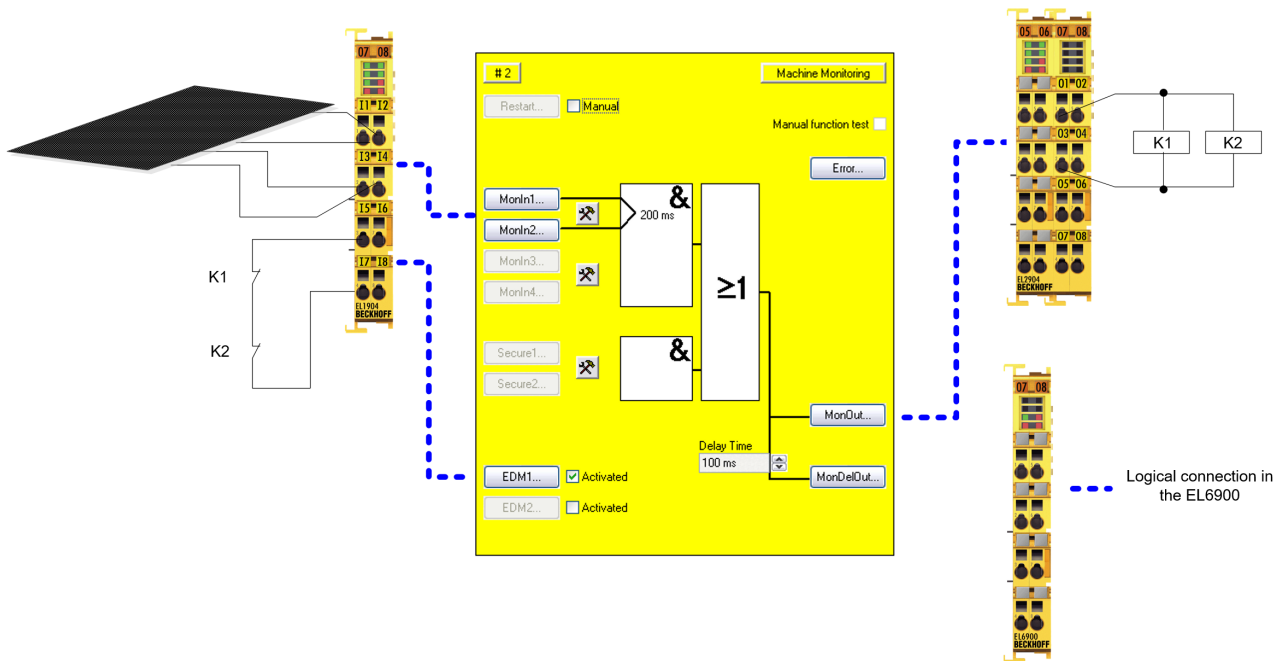 07 08
I1 I2
I3 I4
I5 I6
I7 I8
EL1904
BECKHOFF
K1
K2
# 2
Machine Monitoring
Restart...
Manual
Manual function test
Error...
MonIn1...
MonIn2...
MonIn3...
MonIn4...
&
200 ms
≥1
Secure1...
Secure2...
&
MonOut...
Delay Time
100 ms
MonDelOut...
EDM1...
Activated
EDM2...
Activated
05 06 07 08
01 02
03 04
05 06
07 08
EL2904
BECKHOFF
K1
K2
07 08
EL6900
BECKHOFF
Logical connection in
the EL6900